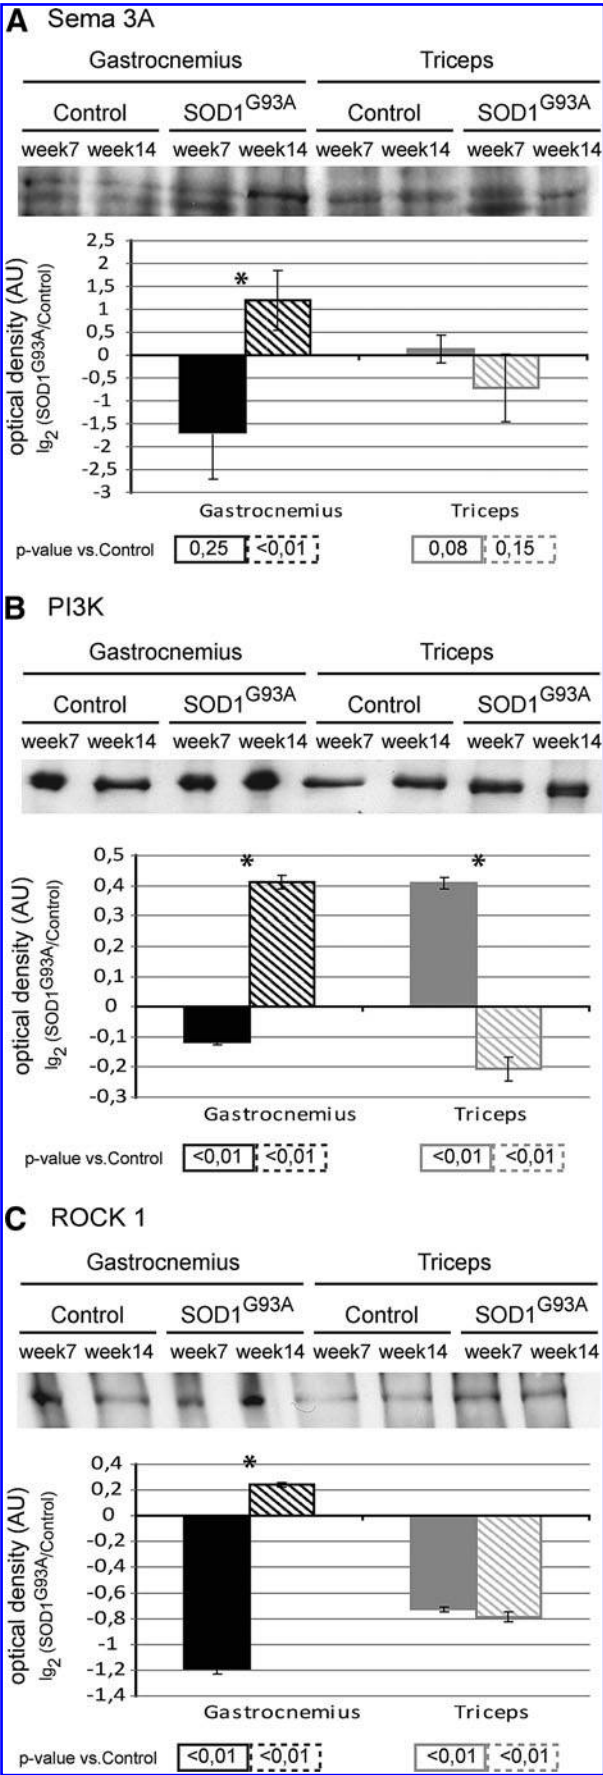 A Sema 3A
Gastrocnemius Triceps
Control SOD1G93A Control SOD1G93A
week7 week14 week7 week14 week7 week14 week7 week14
optical density (AU)
lg2 (SOD1G93A/Control)
2,5
2
1,5
1
0,5
0
-0,5
-1
-1,5
-2
-2,5
-3
*
Gastrocnemius Triceps
p-value vs.Control 0,25 <0,01 0,08 0,15
B PI3K
Gastrocnemius Triceps
Control SOD1G93A Control SOD1G93A
week7 week14 week7 week14 week7 week14 week7 week14
optical density (AU)
lg2 (SOD1G93A/Control)
0,5
0,4
0,3
0,2
0,1
0
-0,1
-0,2
-0,3
* *
Gastrocnemius Triceps
p-value vs.Control <0,01 <0,01 <0,01 <0,01
C ROCK 1
Gastrocnemius Triceps
Control SOD1G93A Control SOD1G93A
week7 week14 week7 week14 week7 week14 week7 week14
optical density (AU)
lg2 (SOD1G93A/Control)
0,4
0,2
0
-0,2
-0,4
-0,6
-0,8
-1
-1,2
-1,4
*
Gastrocnemius Triceps
p-value vs.Control <0,01 <0,01 <0,01 <0,01